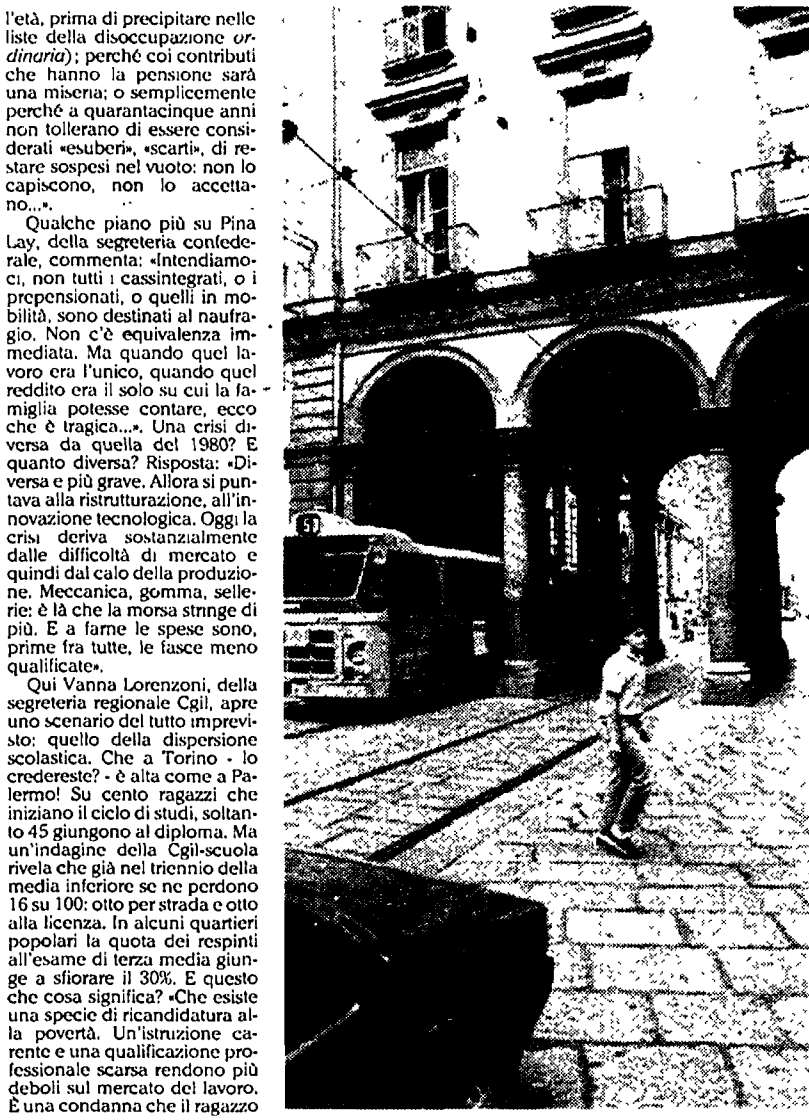 l'età, prima di precipitare nelle
liste della disoccupazione or-
dinaria); perché coi contributi
che hanno la pensione sarà
una miseria; o semplicemente
perché a quarantacinque anni
non tollerano di essere consi-
derati «esuberi», «scarti», di re-
stare sospesi nel vuoto: non lo
capiscono, non lo accetta-
no...».
Qualche piano più su Pina
Lay, della segreteria confede-
rale, commenta: «Intendiamo-
ci, non tutti i cassintegrati, o i
prepensionati, o quelli in mo-
bilità, sono destinati al naufra-
gio. Non c'è equivalenza im-
mediata. Ma quando quel la-
voro era l'unico, quando quel
reddito era il solo su cui la fa-
miglia potesse contare, ecco
che è tragica...». Una crisi di-
versa da quella del 1980? E
quanto diversa? Risposta: «Di-
versa e più grave. Allora si pun-
tava alla ristrutturazione, all'in-
novazione tecnologica. Oggi la
crisi deriva sostanzialmente
dalle difficoltà di mercato e
quindi dal calo della produzio-
ne. Meccanica, gomma, selle-
rie: è là che la morsa stringe di
più. E a farne le spese sono,
prime fra tutte, le fasce meno
qualificate».
Qui Vanna Lorenzoni, della
segreteria regionale Cgil, apre
uno scenario del tutto imprevi-
sto: quello della dispersione
scolastica. Che a Torino - lo
credereste? - è alta come a Pa-
lermo! Su cento ragazzi che
iniziano il ciclo di studi, soltan-
to 45 giungono al diploma. Ma
un'indagine della Cgil-scuola
rivela che già nel triennio della
media inferiore se ne perdono
16 su 100: otto per strada e otto
alla licenza. In alcuni quartieri
popolari la quota dei respinti
all'esame di terza media giun-
ge a sfiorare il 30%. E questo
che cosa significa? «Che esiste
una specie di ricandidatura al-
la povertà. Un'istruzione ca-
rente e una qualificazione pro-
fessionale scarsa rendono più
deboli sul mercato del lavoro.
È una condanna che il ragazzo